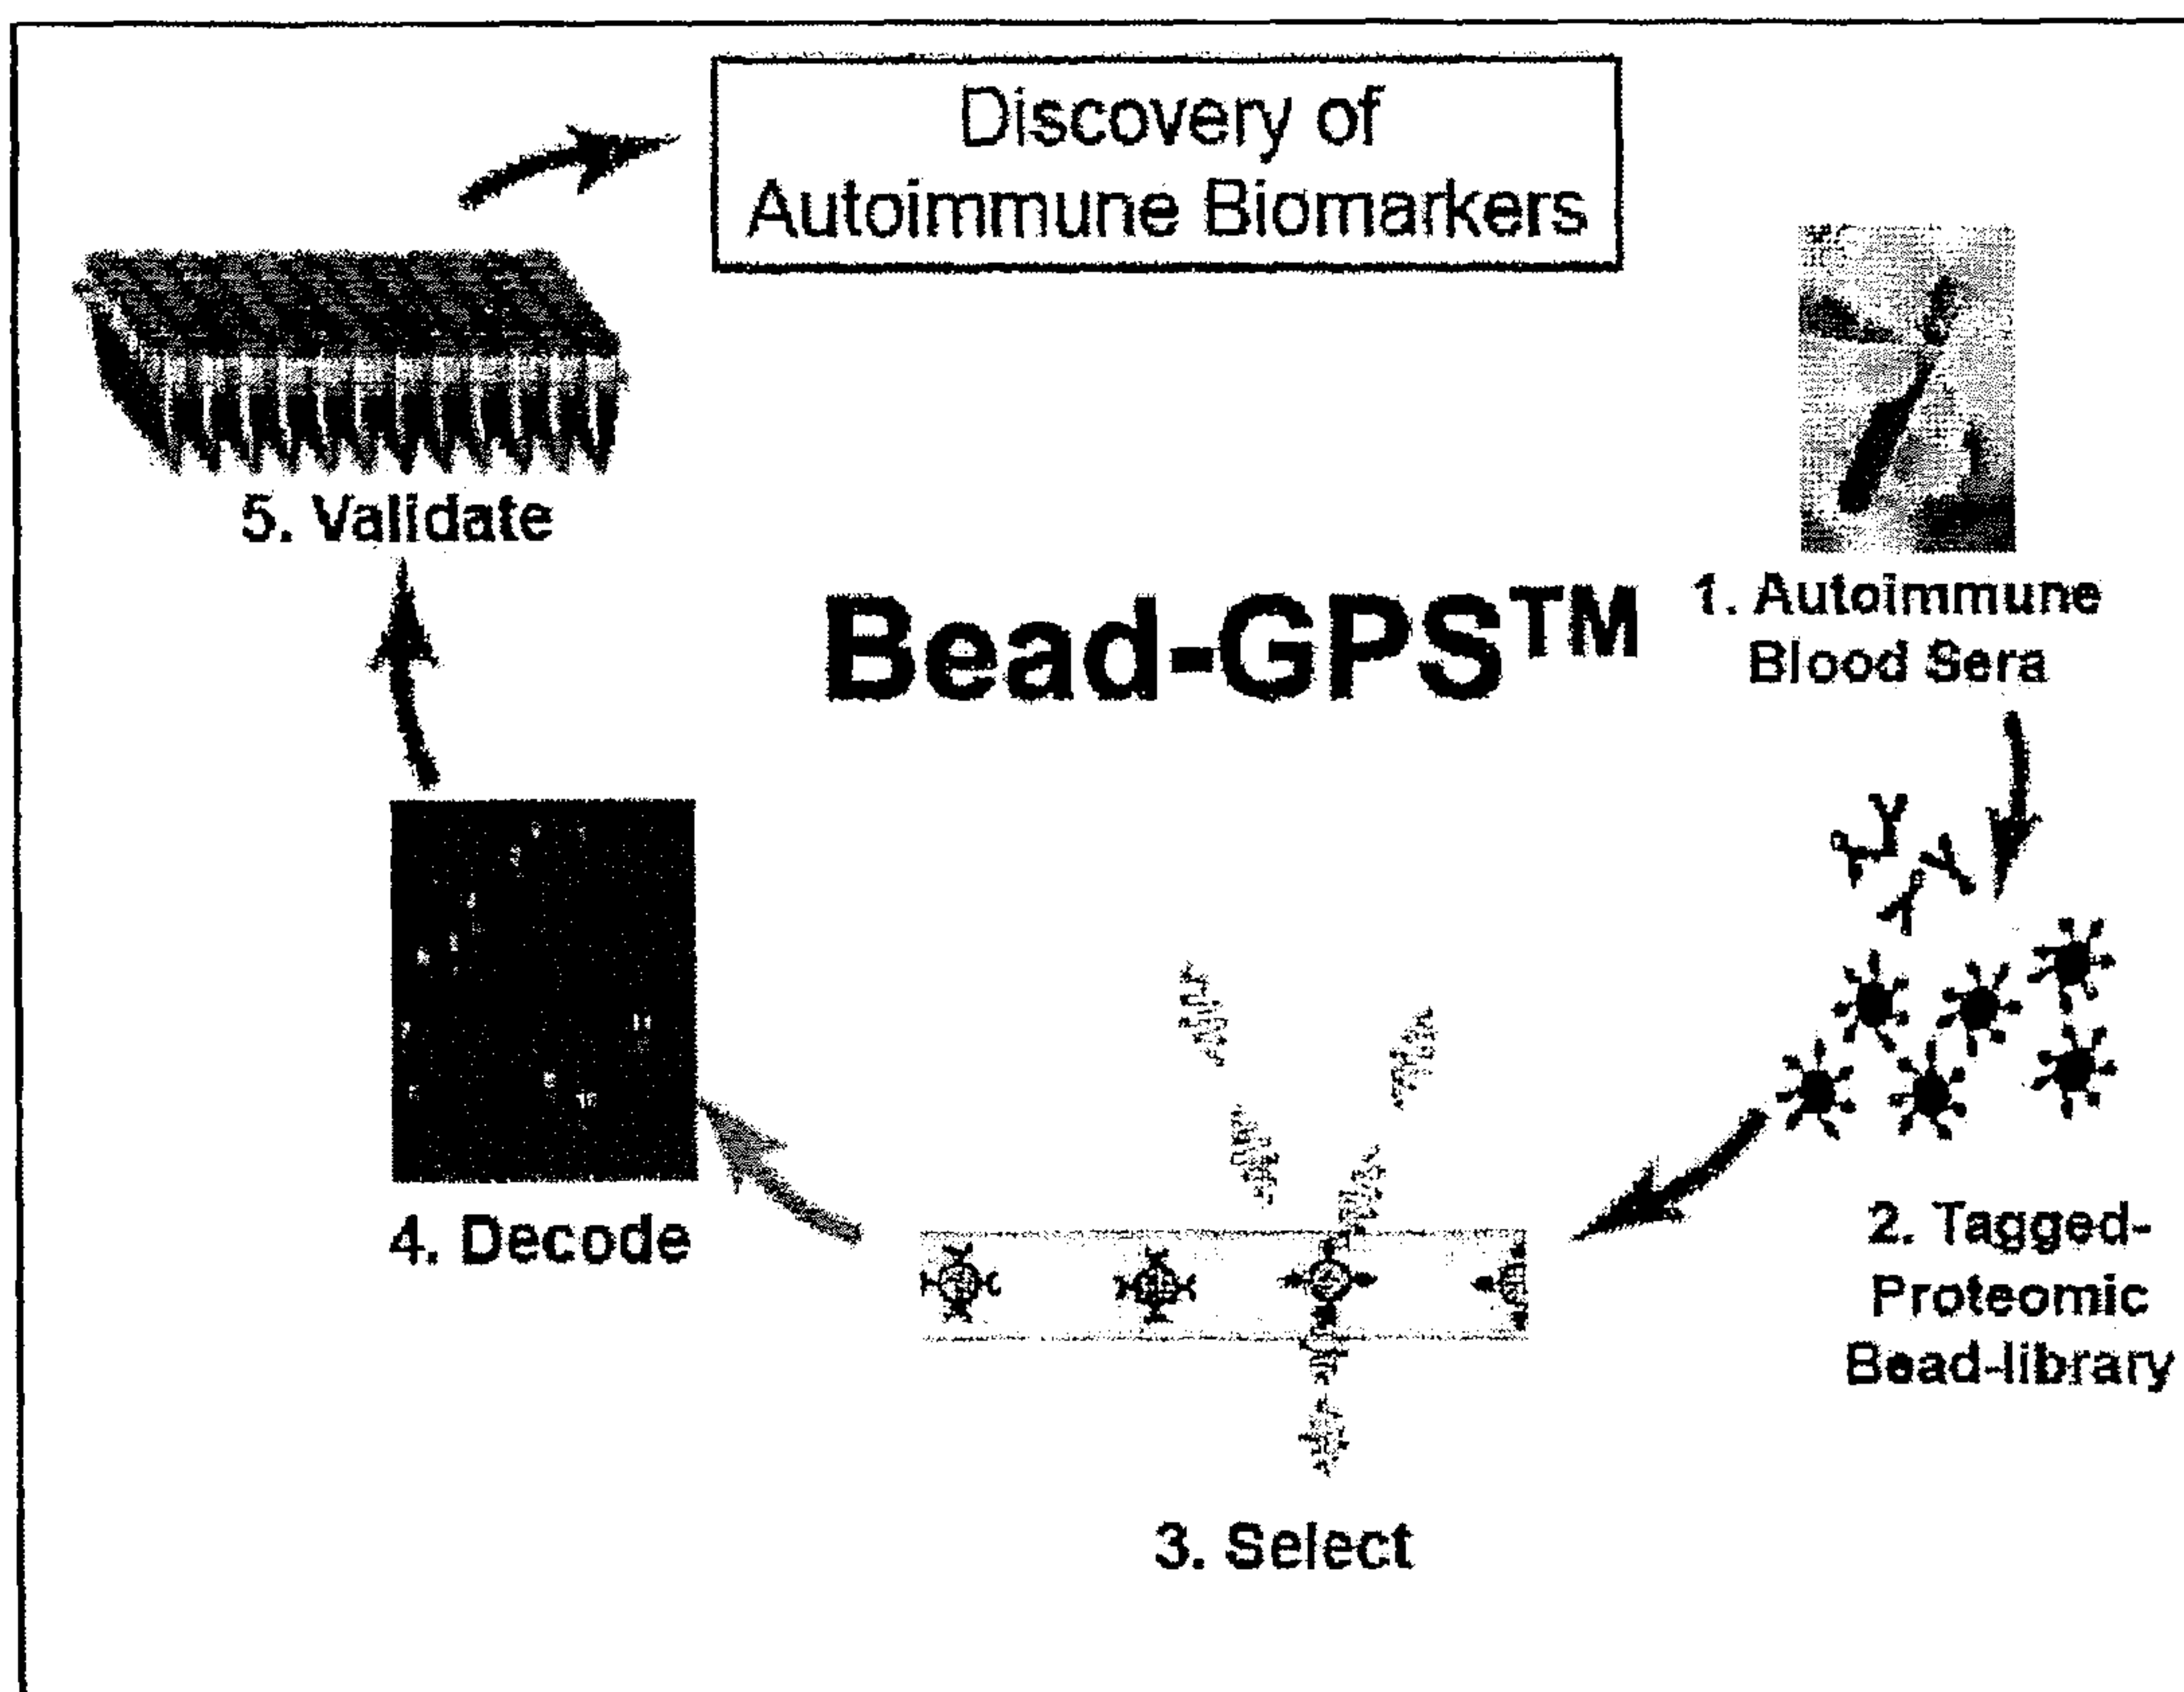 Discovery of
Autoimmune Biomarkers
Bead-GPS™
1. Autoimmune
Blood Sera
2. Tagged-
Proteomic
Bead-library
3. Select
4. Decode
5. Validate